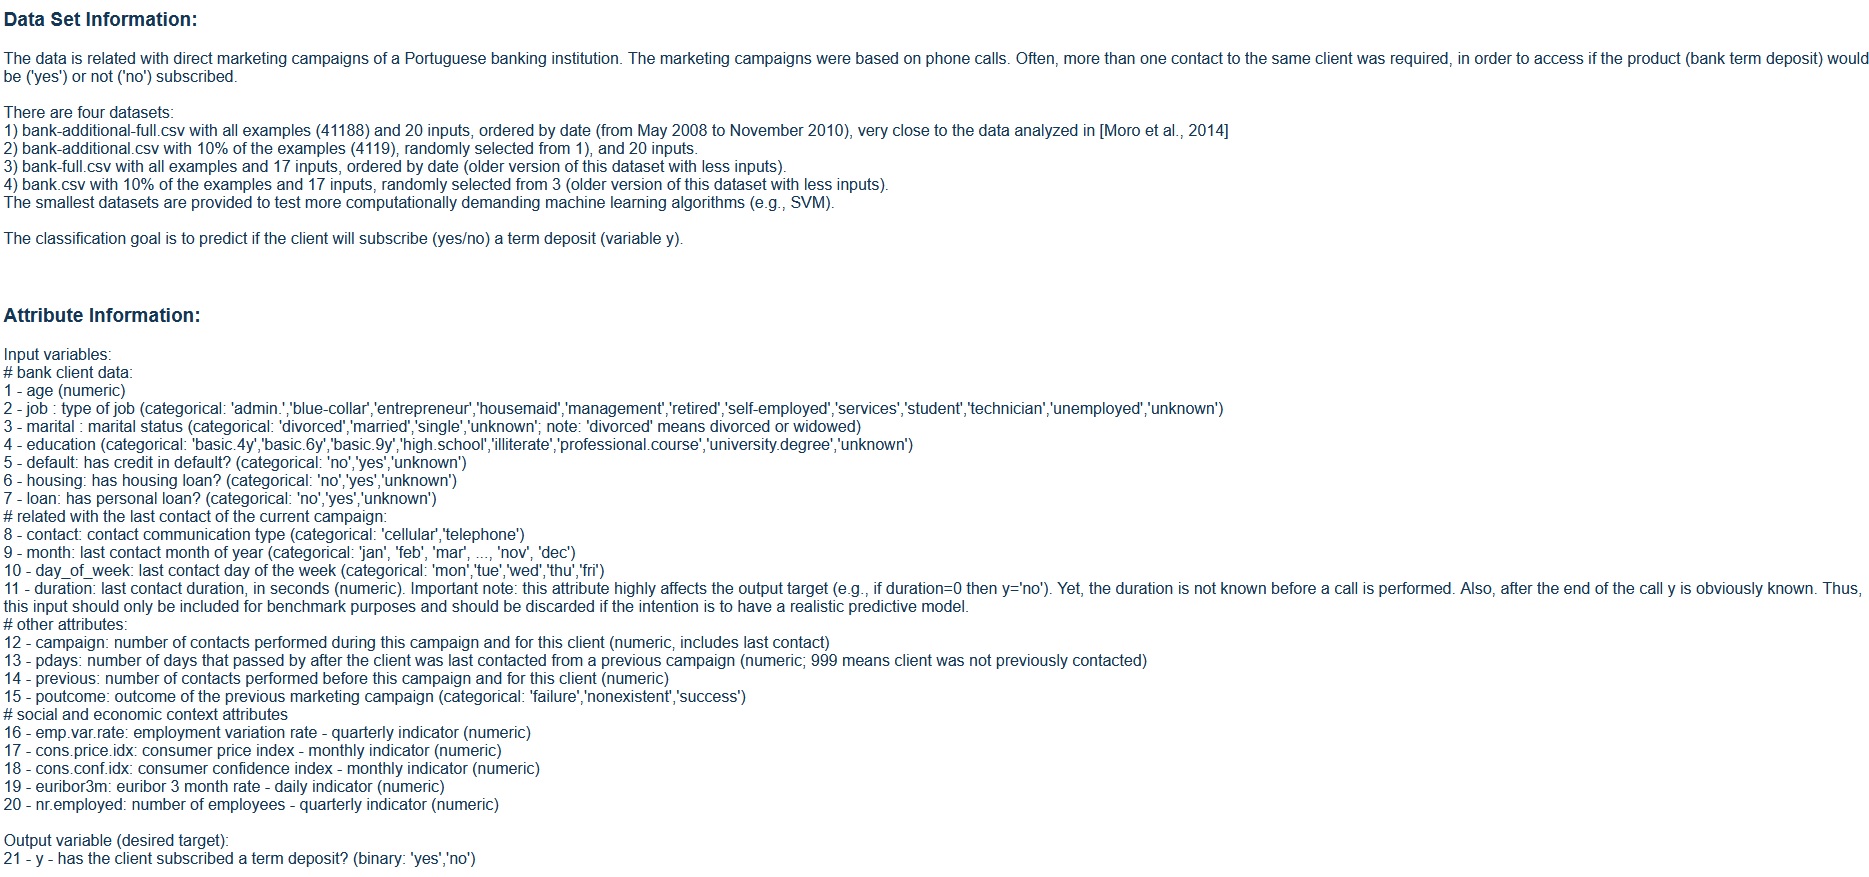 Data Set Information:
The data is related with direct marketing campaigns of a Portuguese banking institution. The marketing campaigns were based on phone calls. Often, more than one contact to the same client was required, in order to access if the product (bank term deposit) would
be ('yes') or not ('no') subscribed.
There are four datasets:
1) bank-additional-full.csv with all examples (41188) and 20 inputs, ordered by date (from May 2008 to November 2010), very close to the data analyzed in [Moro et al., 2014]
2) bank-additional.csv with 10% of the examples (4119), randomly selected from 1), and 20 inputs.
3) bank-full.csv with all examples and 17 inputs, ordered by date (older version of this dataset with less inputs).
4) bank.csv with 10% of the examples and 17 inputs, randomly selected from 3 (older version of this dataset with less inputs).
The smallest datasets are provided to test more computationally demanding machine learning algorithms (e.g., SVM).
The classification goal is to predict if the client will subscribe (yes/no) a term deposit (variable y).
Attribute Information:
Input variables:
# bank client data:
1 - age (numeric)
2 - job : type of job (categorical: 'admin.','blue-collar','entrepreneur','housemaid','management','retired','self-employed','services','student','technician','unemployed','unknown')
3 - marital : marital status (categorical: 'divorced','married','single','unknown'; note: 'divorced' means divorced or widowed)
4 - education (categorical: 'basic.4y','basic.6y','basic.9y','high.school','illiterate','professional.course','university.degree','unknown')
5 - default: has credit in default? (categorical: 'no','yes','unknown')
6 - housing: has housing loan? (categorical: 'no','yes','unknown')
7 - loan: has personal loan? (categorical: 'no','yes','unknown')
# related with the last contact of the current campaign:
8 - contact: contact communication type (categorical: 'cellular','telephone')
9 - month: last contact month of year (categorical: 'jan', 'feb', 'mar', ..., 'nov', 'dec')
10 - day_of_week: last contact day of the week (categorical: 'mon','tue','wed','thu','fri')
11 - duration: last contact duration, in seconds (numeric). Important note: this attribute highly affects the output target (e.g., if duration=0 then y='no'). Yet, the duration is not known before a call is performed. Also, after the end of the call y is obviously known. Thus,
this input should only be included for benchmark purposes and should be discarded if the intention is to have a realistic predictive model.
# other attributes:
12 - campaign: number of contacts performed during this campaign and for this client (numeric, includes last contact)
13 - pdays: number of days that passed by after the client was last contacted from a previous campaign (numeric; 999 means client was not previously contacted)
14 - previous: number of contacts performed before this campaign and for this client (numeric)
15 - poutcome: outcome of the previous marketing campaign (categorical: 'failure','nonexistent','success')
# social and economic context attributes
16 - emp.var.rate: employment variation rate - quarterly indicator (numeric)
17 - cons.price.idx: consumer price index - monthly indicator (numeric)
18 - cons.conf.idx: consumer confidence index - monthly indicator (numeric)
19 - euribor3m: euribor 3 month rate - daily indicator (numeric)
20 - nr.employed: number of employees - quarterly indicator (numeric)
Output variable (desired target):
21 - y - has the client subscribed a term deposit? (binary: 'yes','no')